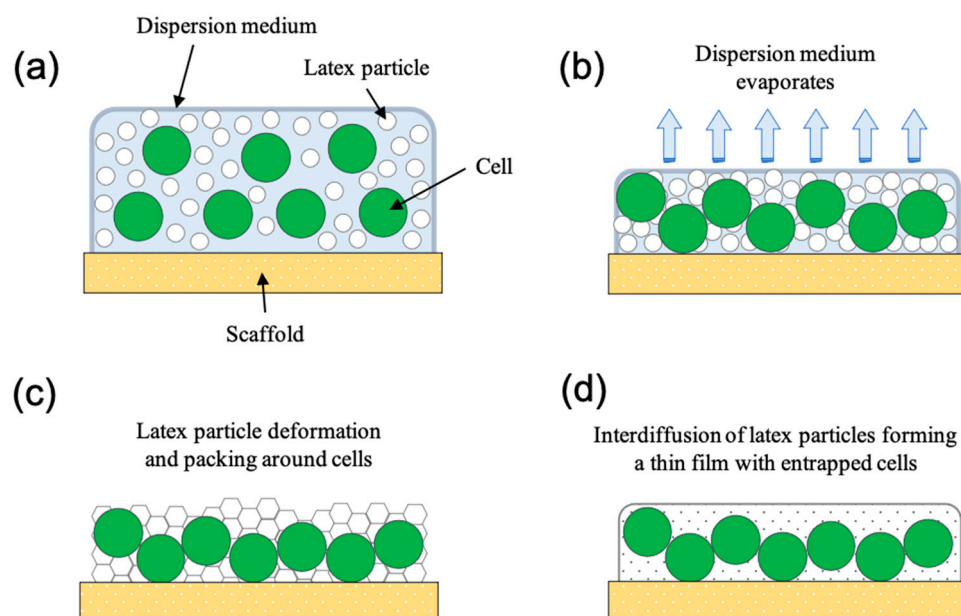 (a)
Dispersion medium
Latex particle
Cell
Scaffold
(b)
Dispersion medium
evaporates
(c)
Latex particle deformation
and packing around cells
(d)
Interdiffusion of latex particles forming
a thin film with entrapped cells